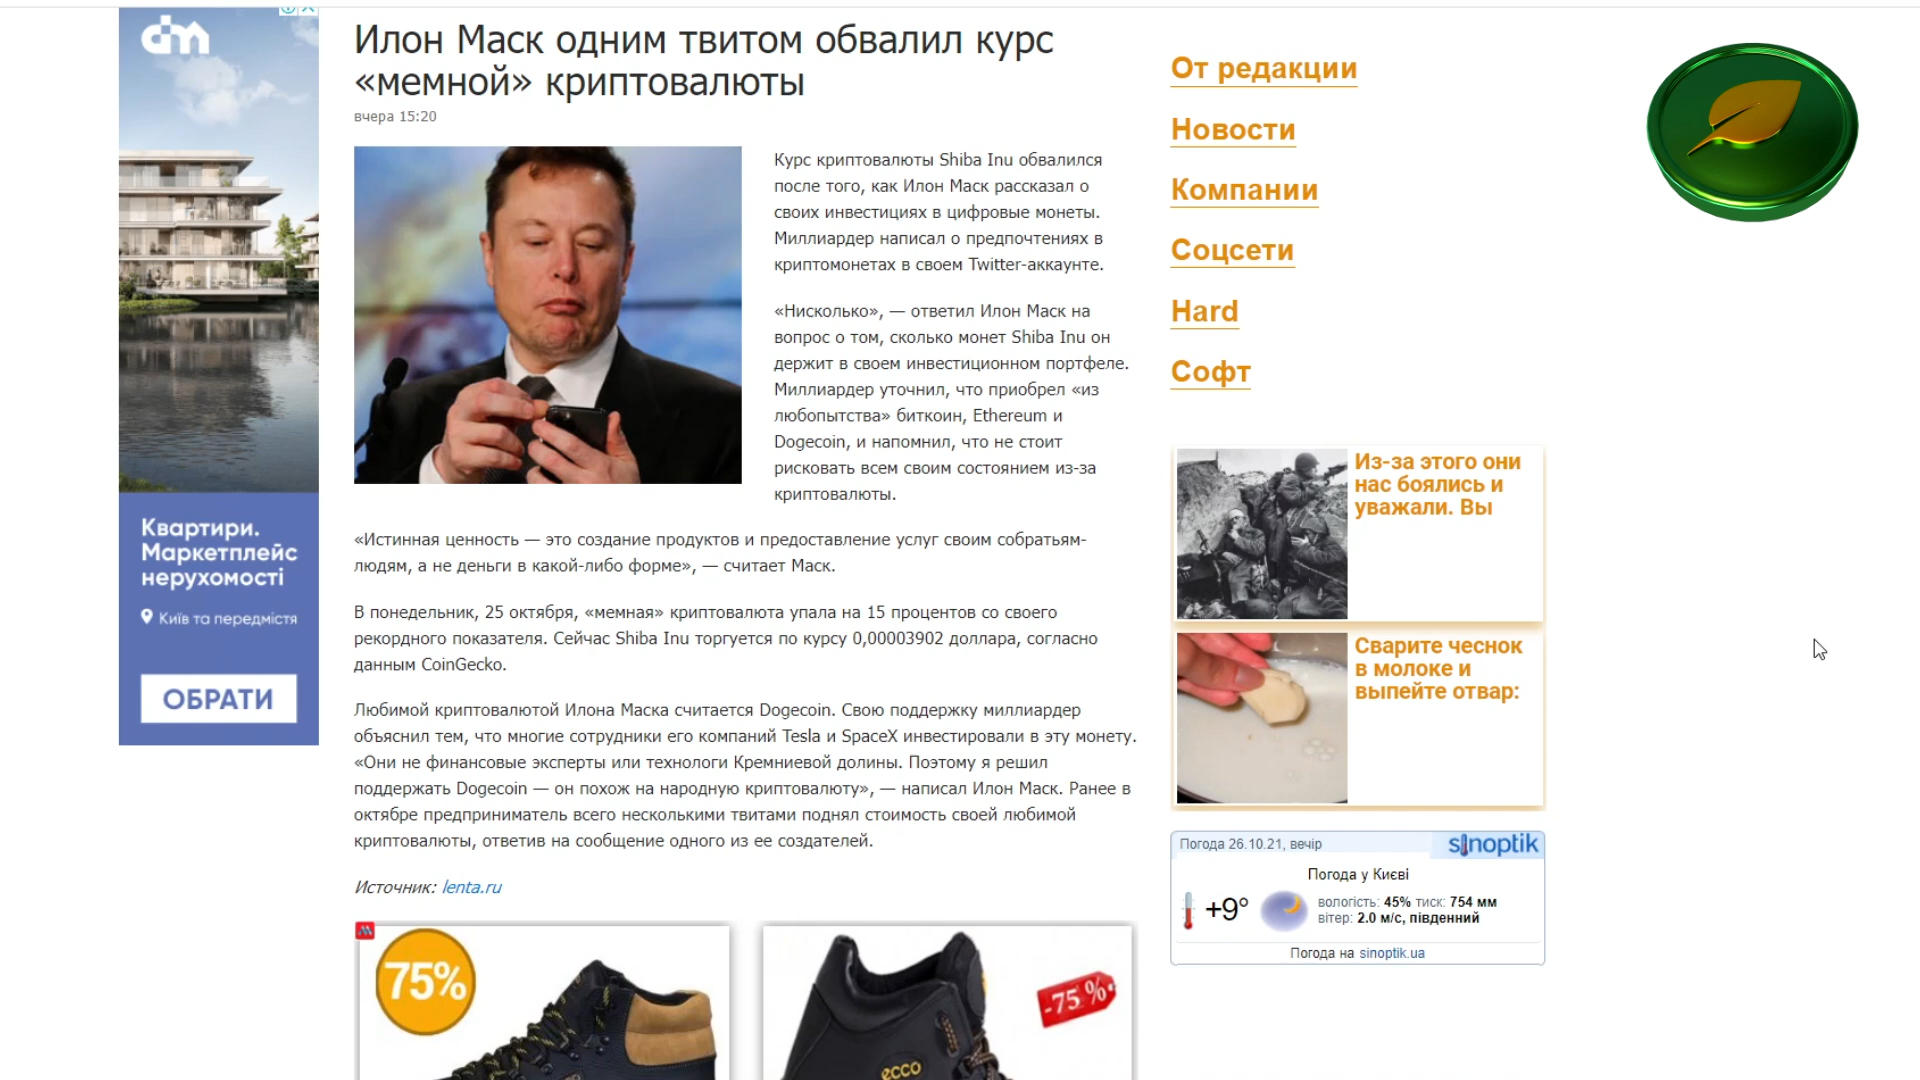 dm
Квартири.
Маркетплейс
нерухомості
Київ та передмістя
ОБРАТИ
Илон Маск одним твитом обвалил курс
«мемной» криптовалюты
вчера 15:20
Курс криптовалюты Shiba Inu обвалился
после того, как Илон Маск рассказал о
своих инвестициях в цифровые монеты.
Миллиардер написал о предпочтениях в
криптомонетах в своем Twitter-аккаунте.
«Нисколько», — ответил Илон Маск на
вопрос о том, сколько монет Shiba Inu он
держит в своем инвестиционном портфеле.
Миллиардер уточнил, что приобрел «из
любопытства» биткоин, Ethereum и
Dogecoin, и напомнил, что не стоит
рисковать всем своим состоянием из-за
криптовалюты.
«Истинная ценность — это создание продуктов и предоставление услуг своим собратьям-
людям, а не деньги в какой-либо форме», — считает Маск.
В понедельник, 25 октября, «мемная» криптовалюта упала на 15 процентов со своего
рекордного показателя. Сейчас Shiba Inu торгуется по курсу 0,00003902 доллара, согласно
данным CoinGecko.
Любимой криптовалютой Илона Маска считается Dogecoin. Свою поддержку миллиардер
объяснил тем, что многие сотрудники его компаний Tesla и SpaceX инвестировали в эту монету.
«Они не финансовые эксперты или технологи Кремниевой долины. Поэтому я решил
поддержать Dogecoin — он похож на народную криптовалюту», — написал Илон Маск. Ранее в
октябре предприниматель всего несколькими твитами поднял стоимость своей любимой
криптовалюты, ответив на сообщение одного из ее создателей.
Источник: lenta.ru
75%
-75%
ecco
От редакции
Новости
Компании
Соцсети
Hard
Софт
Из-за этого они
нас боялись и
уважали. Вы
Сварите чеснок
в молоке и
выпейте отвар:
Погода 26.10.21, вечір
sinoptik
Погода у Києві
+9°
вологість: 45% тиск: 754 мм
вітер: 2.0 м/с, південний
Погода на sinoptik.ua